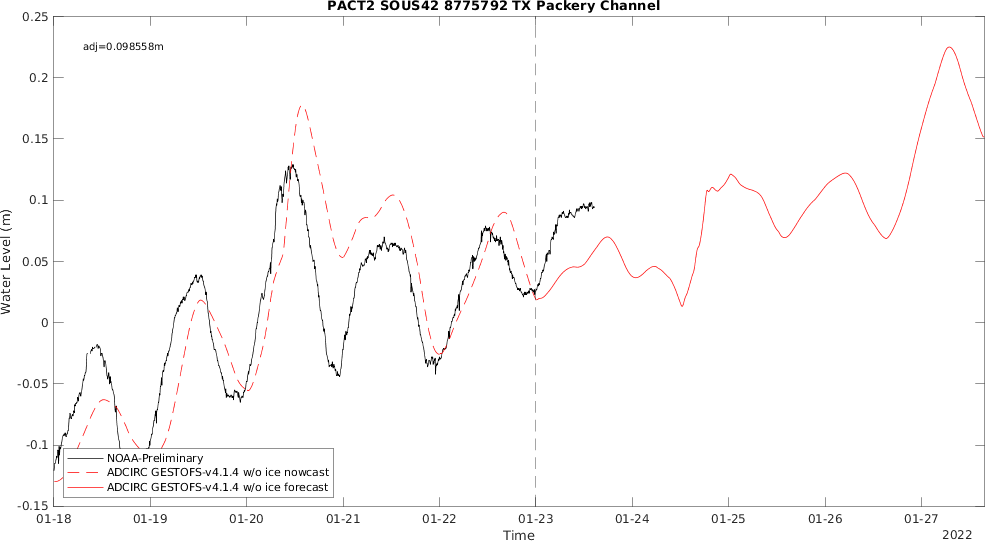 PACT2 SOUS42 8775792 TX Packery Channel
adj=0.098558m
0.25
0.2
0.15
0.1
0.05
0
-0.05
-0.1
-0.15
Water Level (m)
NOAA-Preliminary
ADCIRC GESTOFS-v4.1.4 w/o ice nowcast
ADCIRC GESTOFS-v4.1.4 w/o ice forecast
01-18 01-19 01-20 01-21 01-22 01-23 01-24 01-25 01-26 01-27
Time
2022